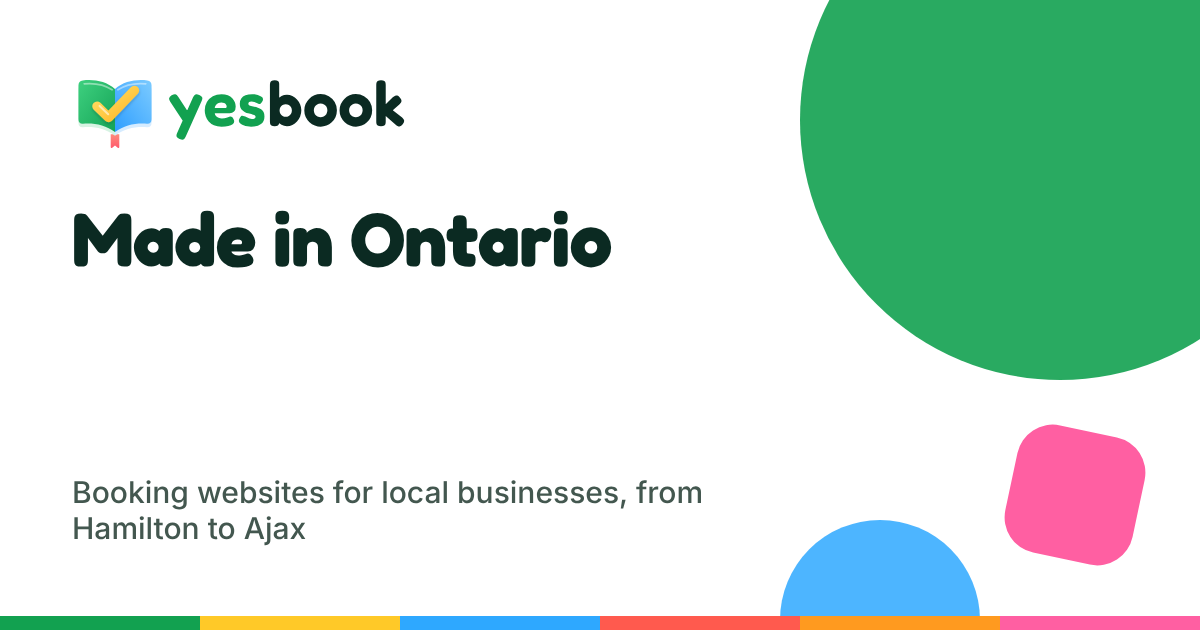 yesbook
Made in Ontario
Booking websites for local businesses, from
Hamilton to Ajax